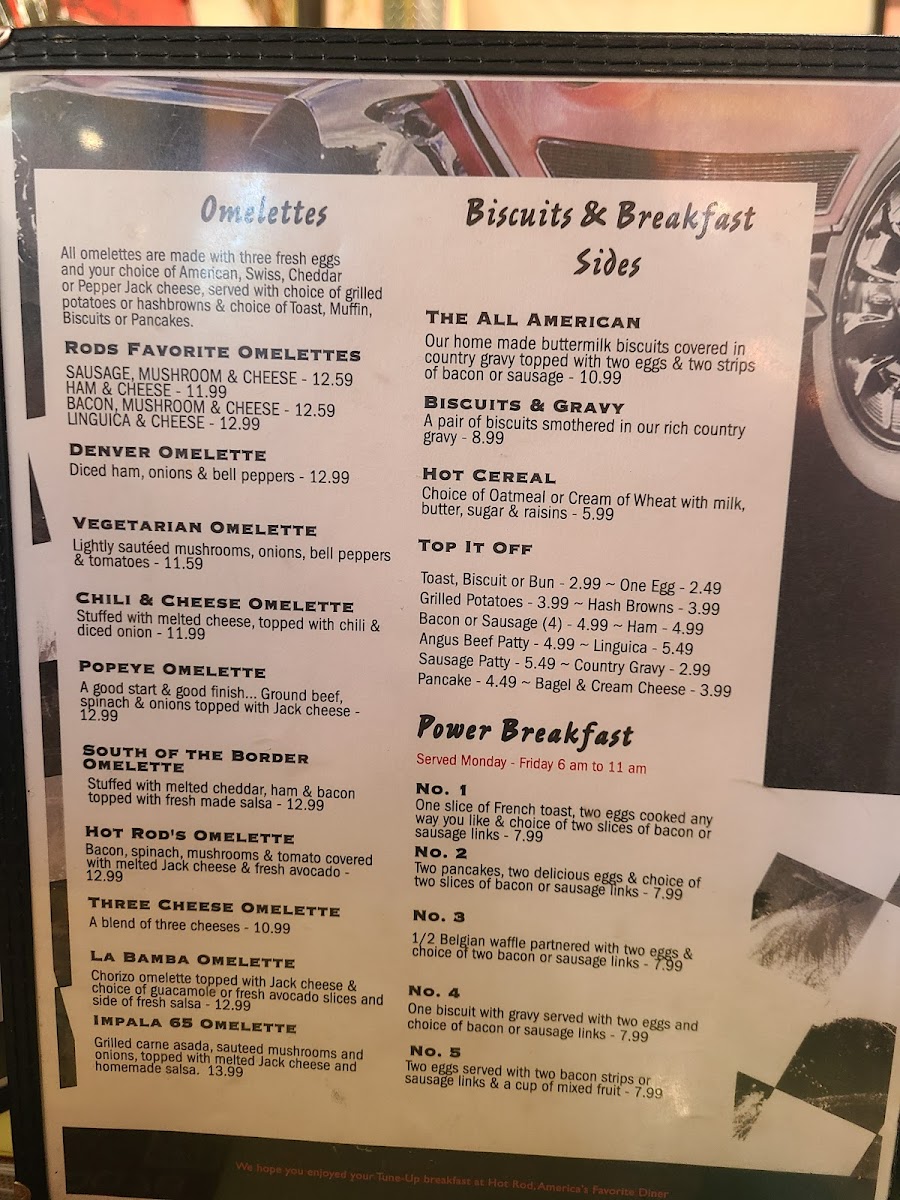 Omelettes
All omelettes are made with three fresh eggs
and your choice of American, Swiss, Cheddar
or Pepper Jack cheese, served with choice of grilled
potatoes or hashbrowns & choice of Toast, Muffin,
Biscuits or Pancakes.
Rods Favorite Omelettes
SAUSAGE, MUSHROOM & CHEESE - 12.59
HAM & CHEESE - 11.99
BACON, MUSHROOM & CHEESE - 12.59
LINGUICA & CHEESE - 12.99
Denver Omelette
Diced ham, onions & bell peppers - 12.99
Vegetarian Omelette
Lightly sautéed mushrooms, onions, bell peppers
& tomatoes - 11.59
Chili & Cheese Omelette
Stuffed with melted cheese, topped with chili &
diced onion - 11.99
Popeye Omelette
A good start & good finish... Ground beef,
spinach & onions topped with Jack cheese -
12.99
South of the Border
Omelette
Stuffed with melted cheddar, ham & bacon
topped with fresh made salsa - 12.99
Hot Rod's Omelette
Bacon, spinach, mushrooms & tomato covered
with melted Jack cheese & fresh avocado -
12.99
Three Cheese Omelette
A blend of three cheeses - 10.99
La Bamba Omelette
Chorizo omelette topped with Jack cheese &
choice of guacamole or fresh avocado slices and
side of fresh salsa - 12.99
Impala 65 Omelette
Grilled carne asada, sauteed mushrooms and
onions, topped with melted Jack cheese and
homemade salsa. 13.99
Biscuits & Breakfast
Sides
The All American
Our home made buttermilk biscuits covered in
country gravy topped with two eggs & two strips
of bacon or sausage - 10.99
Biscuits & Gravy
A pair of biscuits smothered in our rich country
gravy - 8.99
Hot Cereal
Choice of Oatmeal or Cream of Wheat with milk,
butter, sugar & raisins - 5.99
Top It Off
Toast, Biscuit or Bun - 2.99 ~ One Egg - 2.49
Grilled Potatoes - 3.99 ~ Hash Browns - 3.99
Bacon or Sausage (4) - 4.99 ~ Ham - 4.99
Angus Beef Patty - 4.99 ~ Linguica - 5.49
Sausage Patty - 5.49 ~ Country Gravy - 2.99
Pancake - 4.49 ~ Bagel & Cream Cheese - 3.99
Power Breakfast
Served Monday - Friday 6 am to 11 am
No. 1
One slice of French toast, two eggs cooked any
way you like & choice of two slices of bacon or
sausage links - 7.99
No. 2
Two pancakes, two delicious eggs & choice of
two slices of bacon or sausage links - 7.99
No. 3
1/2 Belgian waffle partnered with two eggs &
choice of two bacon or sausage links - 7.99
No. 4
One biscuit with gravy served with two eggs and
choice of bacon or sausage links - 7.99
No. 5
Two eggs served with two bacon strips or
sausage links & a cup of mixed fruit - 7.99
We hope you enjoyed your Tune-Up breakfast at Hot Rod, America's Favorite Diner